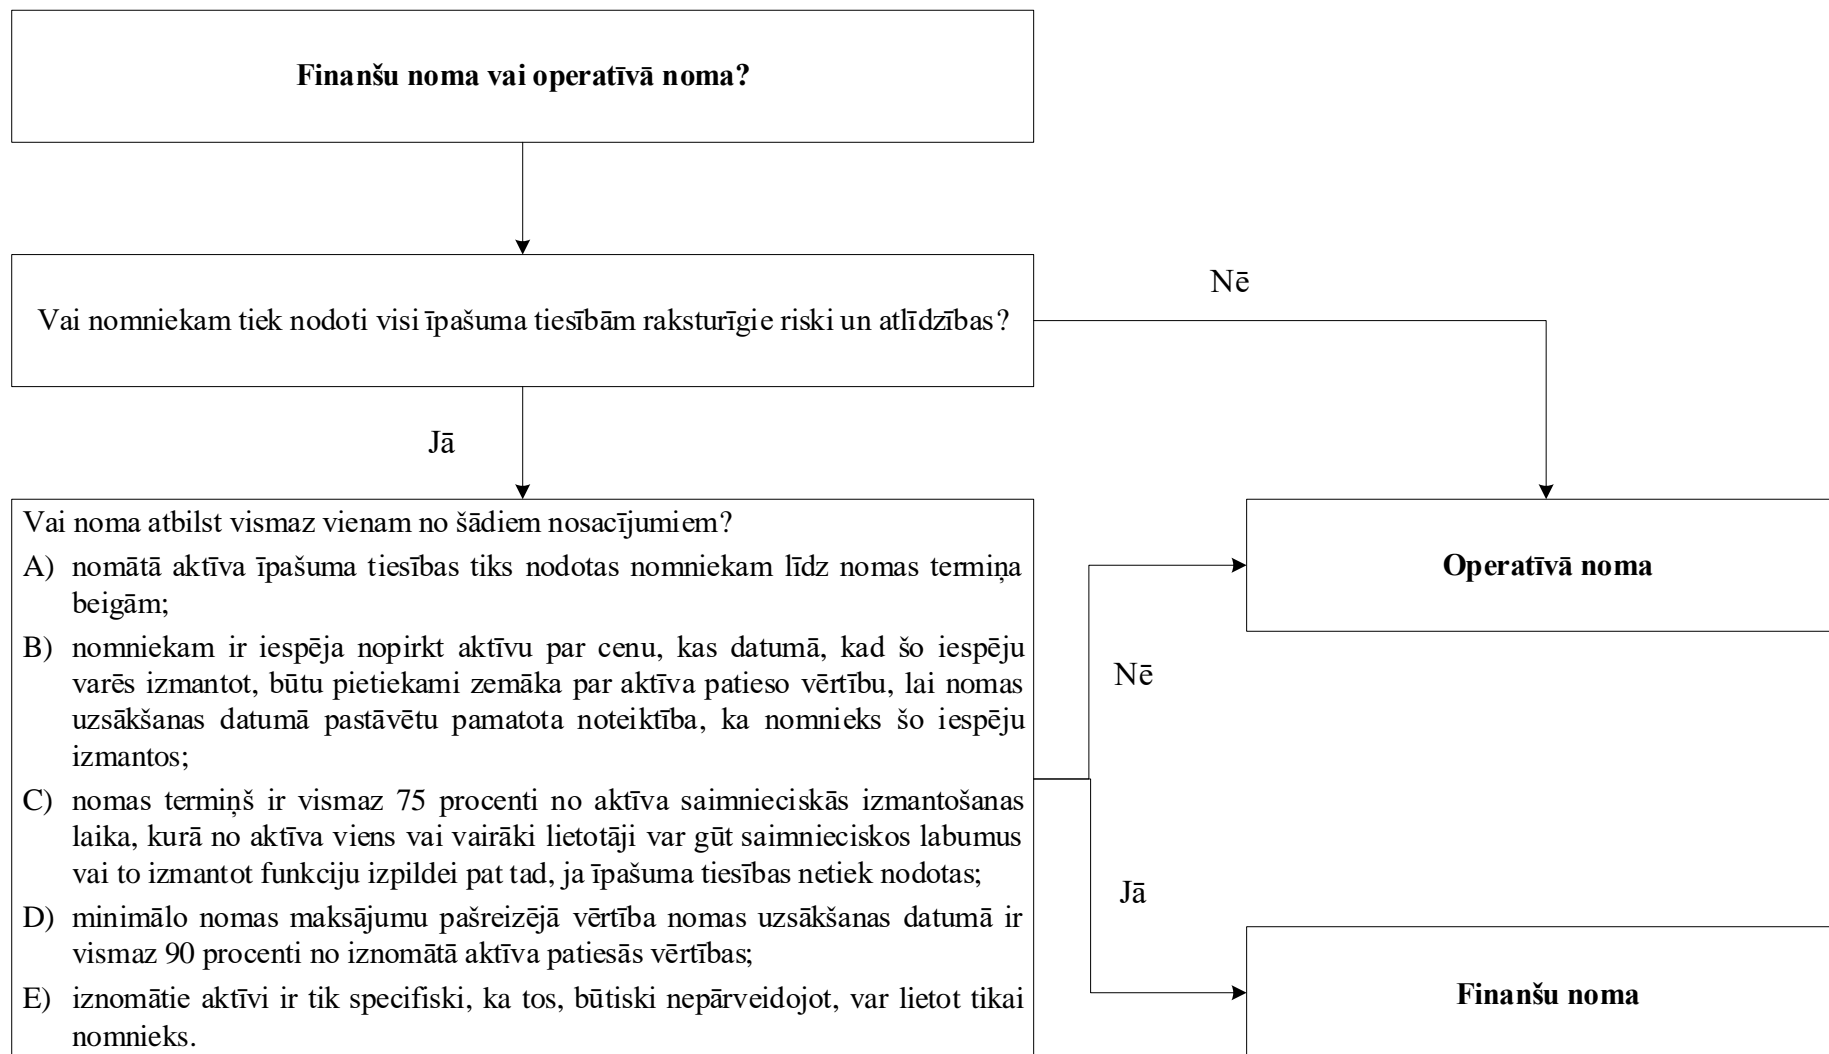 Finanšu noma vai operatīvā noma?
Vai nomniekam tiek nodoti visi īpašuma tiesībām raksturīgie riski un atlīdzības?
Nē
Jā
Vai noma atbilst vismaz vienam no šādiem nosacījumiem?
A) nomātā aktīva īpašuma tiesības tiks nodotas nomniekam līdz nomas termiņa
beigām;
B) nomniekam ir iespēja nopirkt aktīvu par cenu, kas datumā, kad šo iespēju
varēs izmantot, būtu pietiekami zemāka par aktīva patieso vērtību, lai nomas
uzsākšanas datumā pastāvētu pamatota noteiktība, ka nomnieks šo iespēju
izmantos;
C) nomas termiņš ir vismaz 75 procenti no aktīva saimnieciskās izmantošanas
laika, kurā no aktīva viens vai vairāki lietotāji var gūt saimnieciskos labumus
vai to izmantot funkciju izpildei pat tad, ja īpašuma tiesības netiek nodotas;
D) minimālo nomas maksājumu pašreizējā vērtība nomas uzsākšanas datumā ir
vismaz 90 procenti no iznomātā aktīva patiesās vērtības;
E) iznomātie aktīvi ir tik specifiski, ka tos, būtiski nepārveidojot, var lietot tikai
nomnieks.
Nē
Jā
Operatīvā noma
Finanšu noma